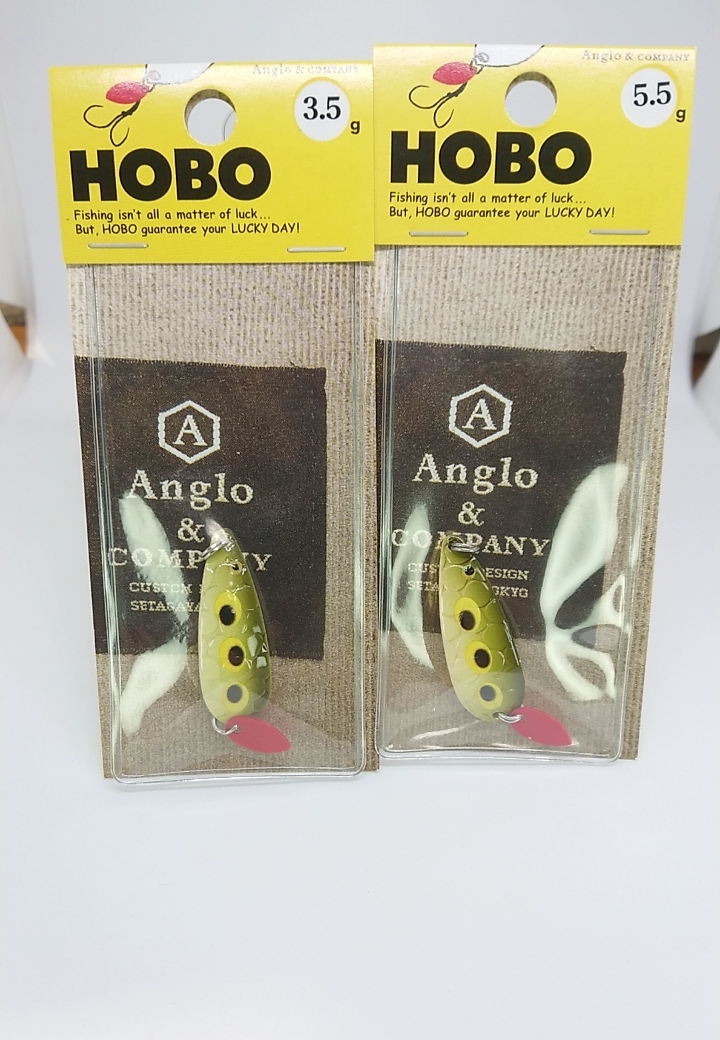 Anglo & COMPANY
3.5
g
HOBO
Fishing isn't all a matter of luck...
But, HOBO guarantee your LUCKY DAY!
A
Anglo
&
COMPANY
CUSTOM
SETAGAYA
Anglo & COMPANY
5.5
g
HOBO
Fishing isn't all a matter of luck...
But, HOBO guarantee your LUCKY DAY!
A
Anglo
&
COMPANY
DESIGN